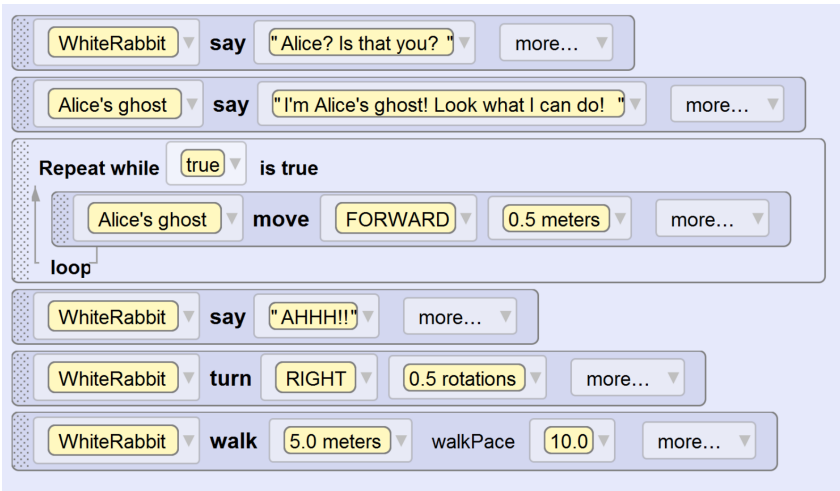 WhiteRabbit say "Alice? Is that you? " more...
Alice's ghost say "I'm Alice's ghost! Look what I can do!  " more...
Repeat while true is true
Alice's ghost move FORWARD 0.5 meters more...
loop
WhiteRabbit say "AHHH!!" more...
WhiteRabbit turn RIGHT 0.5 rotations more...
WhiteRabbit walk 5.0 meters walkPace 10.0 more...